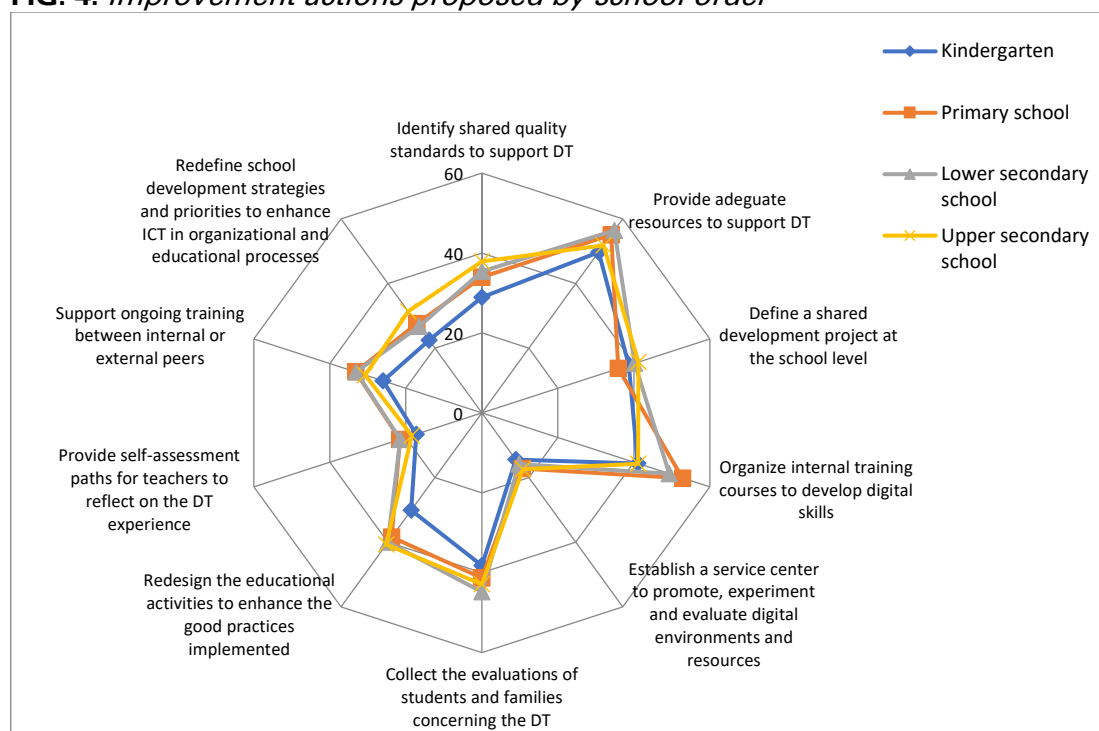 FIG. 4. Improvement actions proposed by school order
Kindergarten
Primary school
Lower secondary
school
Upper secondary
school
Identify shared quality
standards to support DT
Provide adeguate
resources to support DT
Define a shared
development project at
the school level
Organize internal training
courses to develop digital
skills
Establish a service center
to promote, experiment
and evaluate digital
environments and
resources
Collect the evaluations of
students and families
concerning the DT
Redesign the educational
activities to enhance the
good practices
implemented
Provide self-assessment
paths for teachers to
reflect on the DT
experience
Support ongoing training
between internal or
external peers
Redefine school
development strategies
and priorities to enhance
ICT in organizational and
educational processes
60
40
20
0